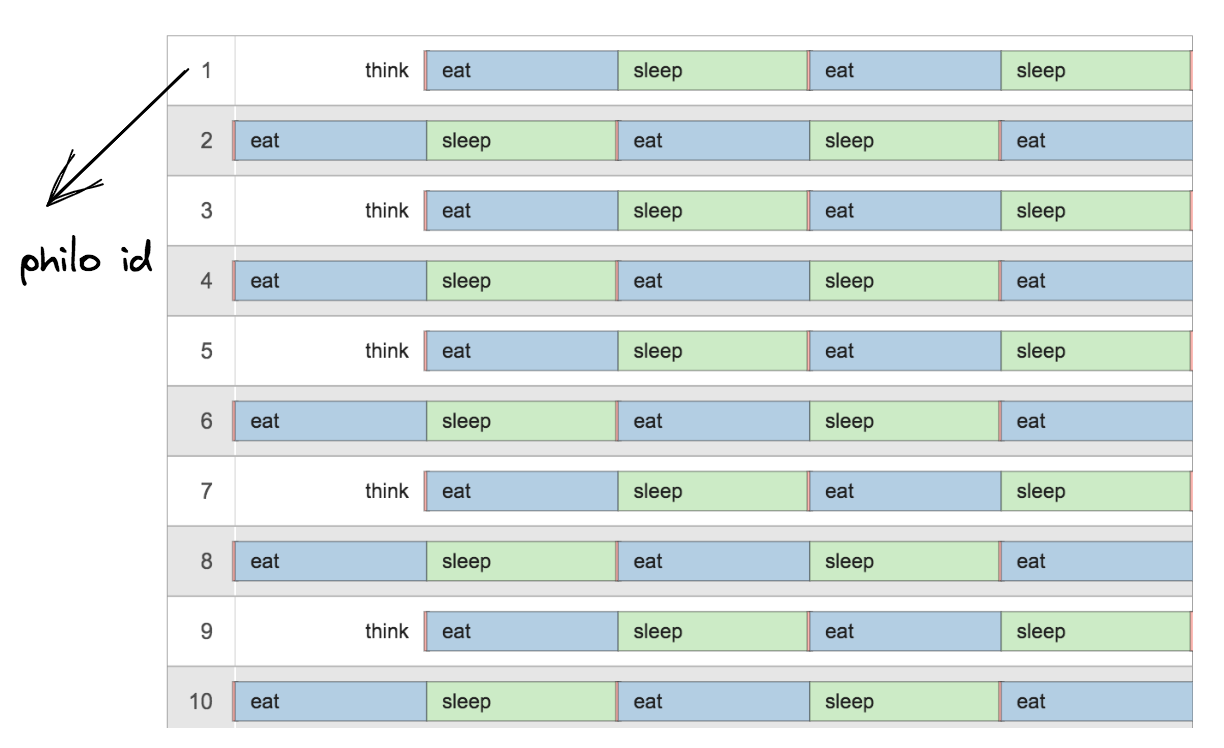 1 think eat sleep eat sleep
2 eat sleep eat sleep eat
3 think eat sleep eat sleep
philo id
4 eat sleep eat sleep eat
5 think eat sleep eat sleep
6 eat sleep eat sleep eat
7 think eat sleep eat sleep
8 eat sleep eat sleep eat
9 think eat sleep eat sleep
10 eat sleep eat sleep eat